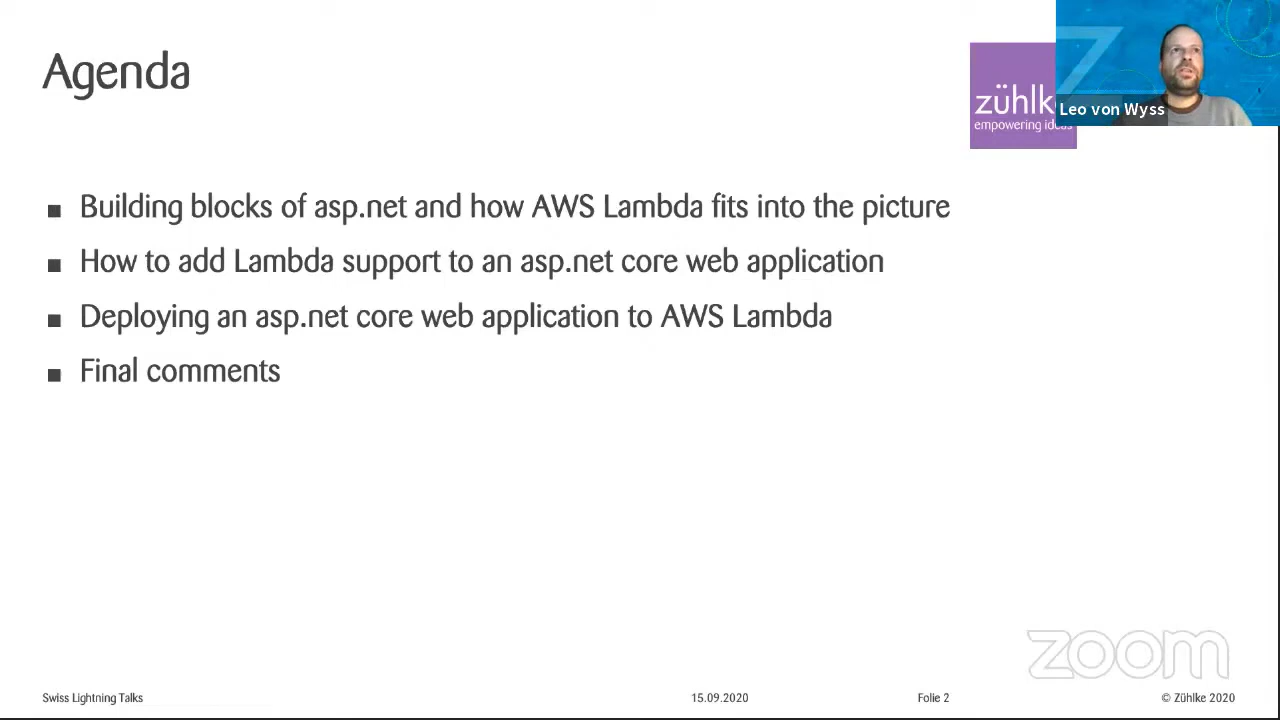 Agenda
zühlk
empowering ideas
Leo von Wyss
Building blocks of asp.net and how AWS Lambda fits into the picture
How to add Lambda support to an asp.net core web application
Deploying an asp.net core web application to AWS Lambda
Final comments
zoom
Swiss Lightning Talks
15.09.2020
Folie 2
© Zühlke 2020